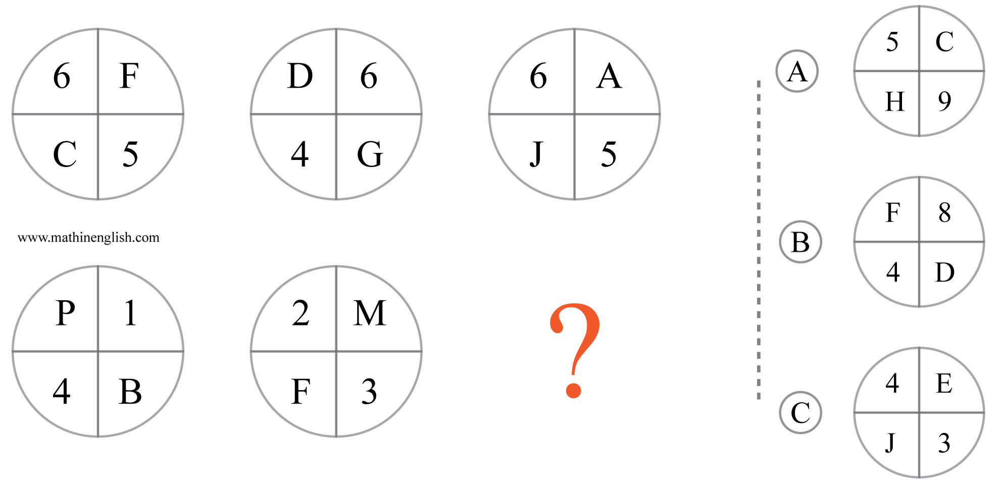 6 F D 6 6 A
C 5 4 G J 5
www.mathinenglish.com
P 1 2 M ?
4 B F 3
A 5 C
H 9
B F 8
4 D
C 4 E
J 3